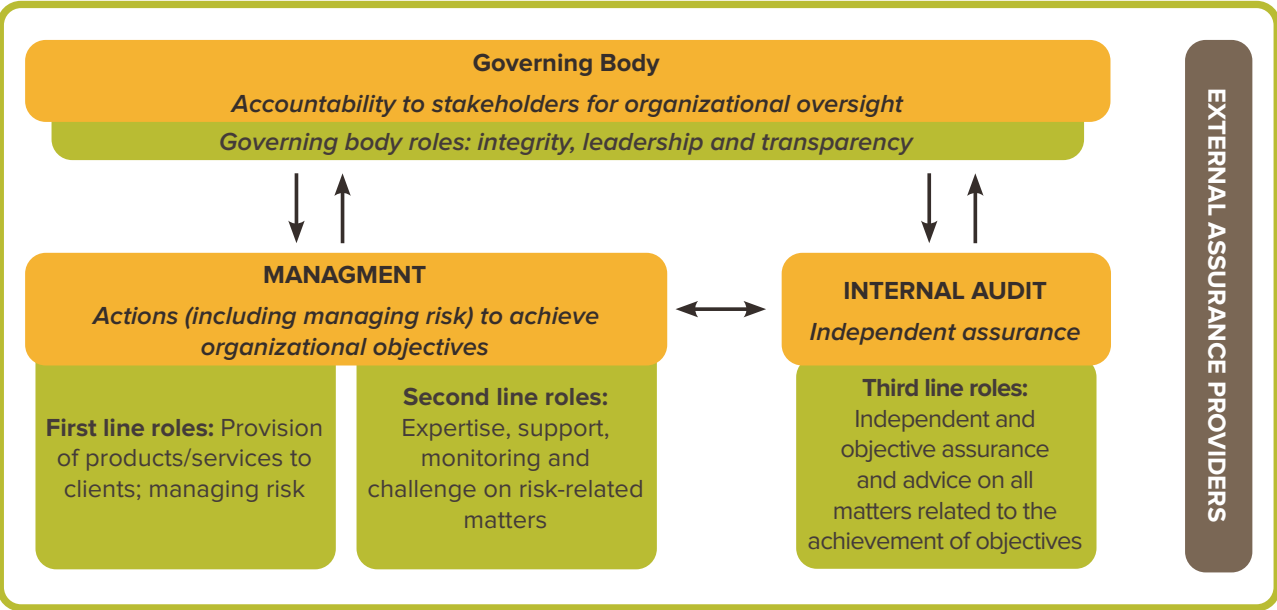 Governing Body
Accountability to stakeholders for organizational oversight
Governing body roles: integrity, leadership and transparency
MANAGMENT
Actions (including managing risk) to achieve
organizational objectives
First line roles: Provision
of products/services to
clients; managing risk
Second line roles:
Expertise, support,
monitoring and
challenge on risk-related
matters
INTERNAL AUDIT
Independent assurance
Third line roles:
Independent and
objective assurance
and advice on all
matters related to the
achievement of objectives
EXTERNAL ASSURANCE PROVIDERS